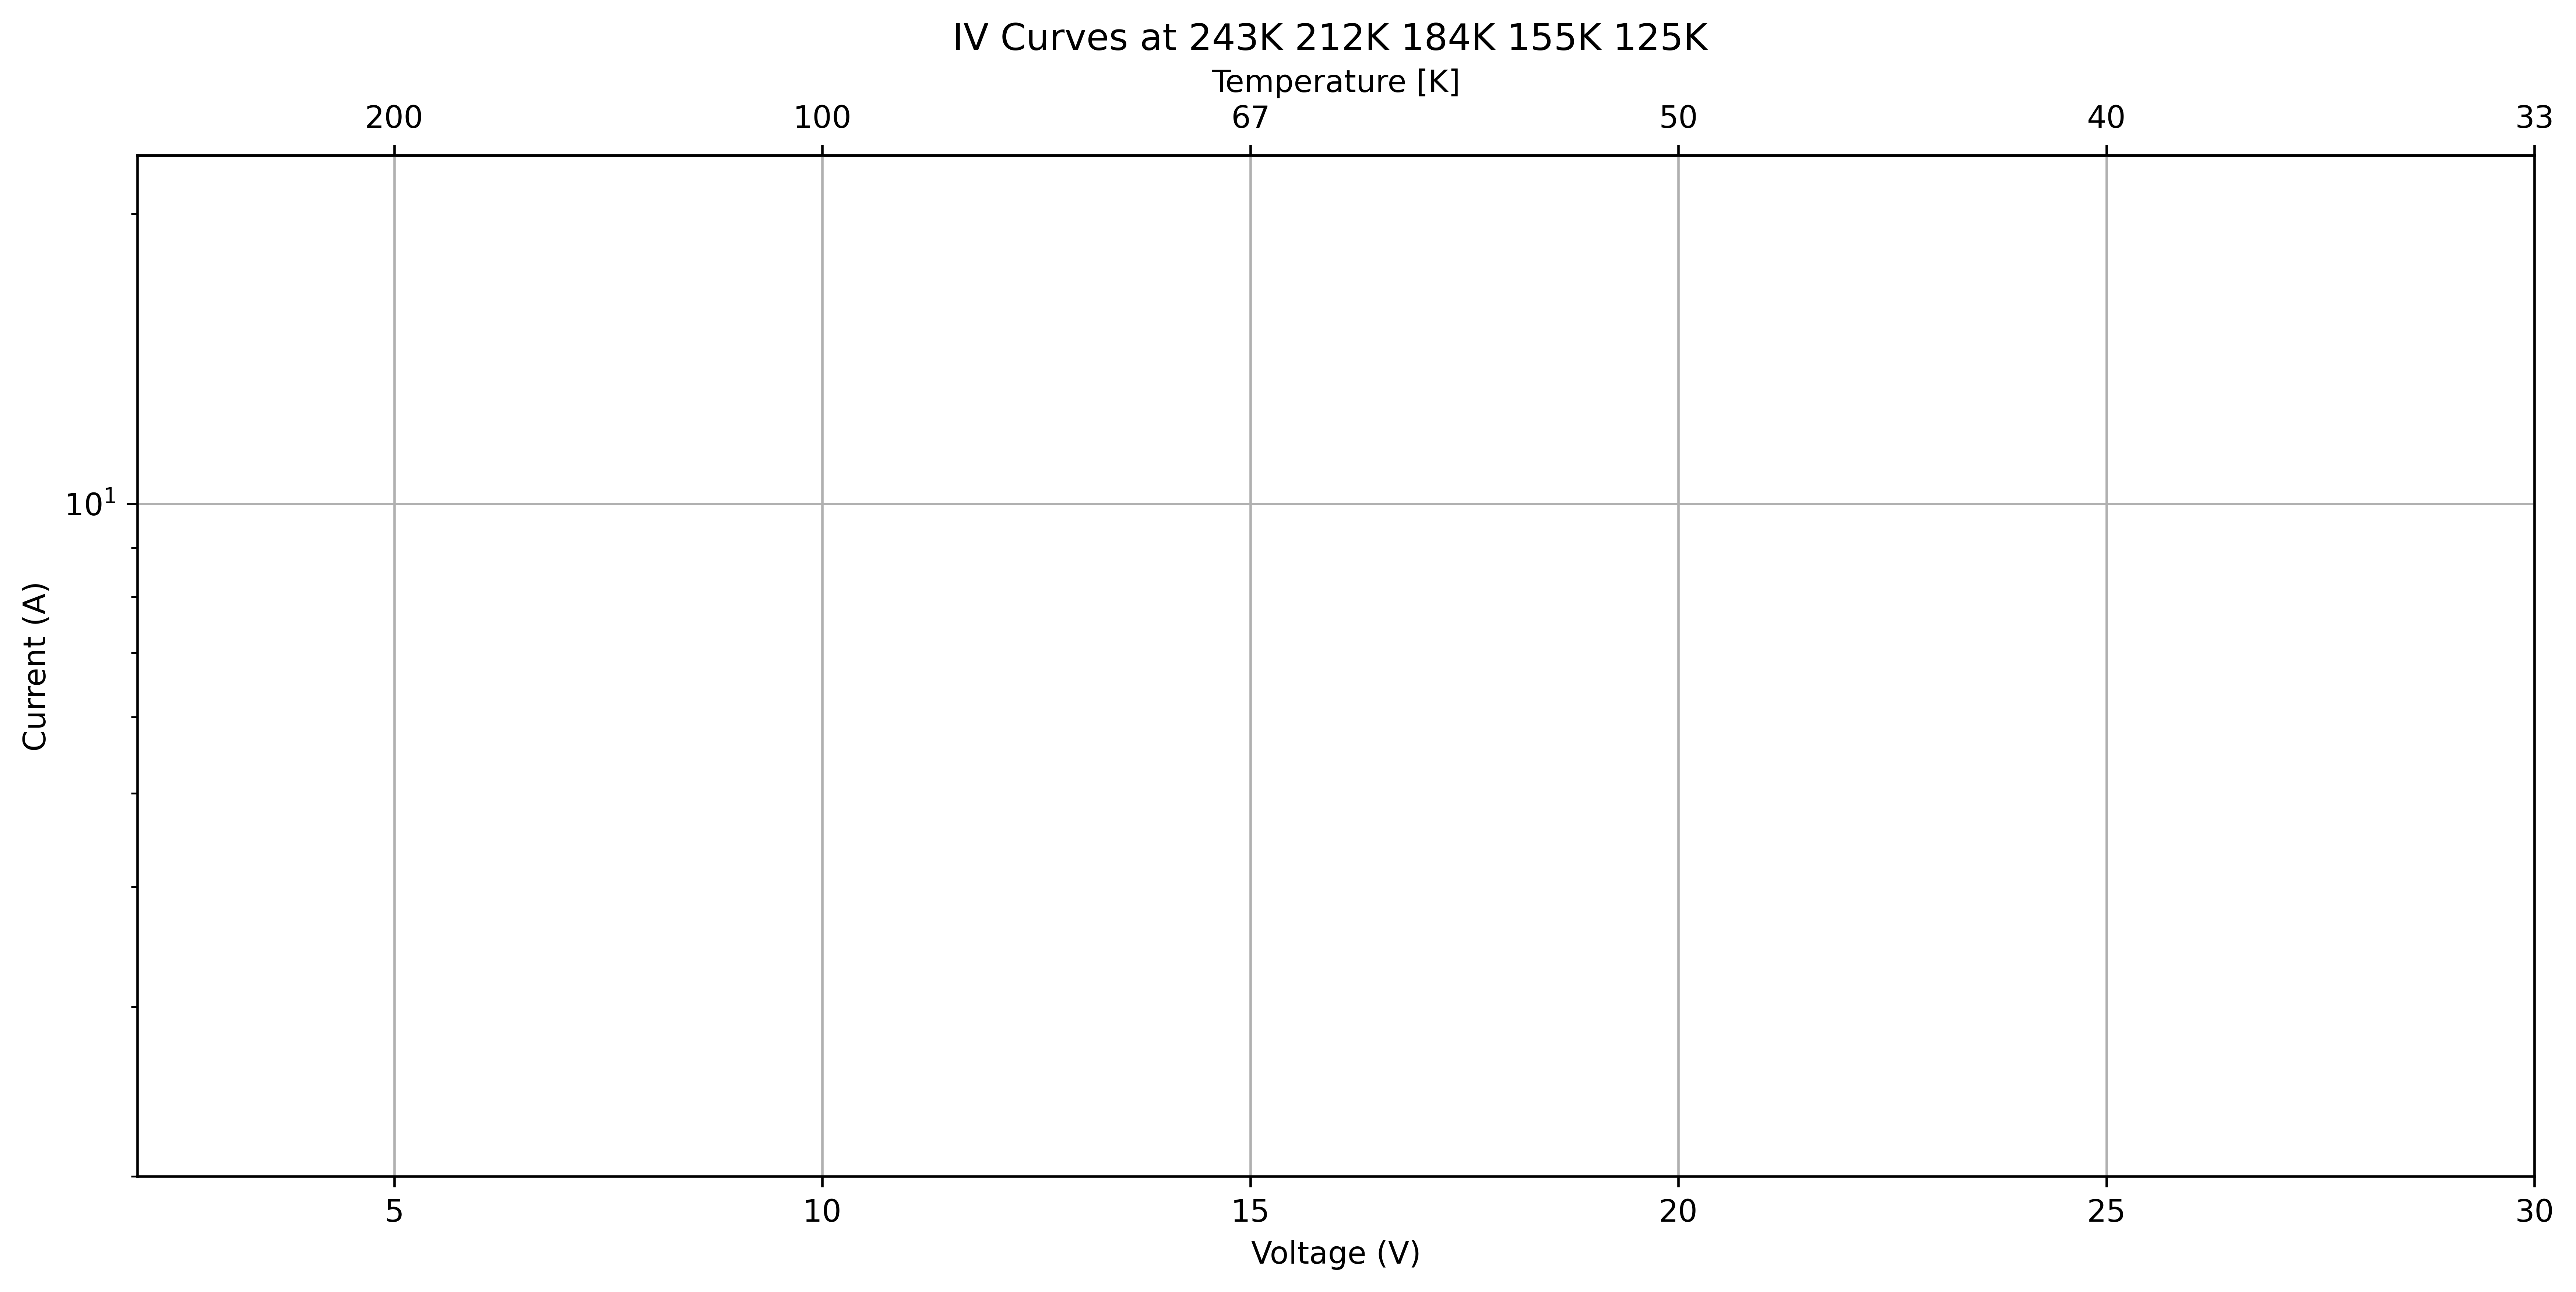 IV Curves at 243K 212K 184K 155K 125K
Temperature [K]
200 100 67 50 40 33
10¹
Current (A)
5 10 15 20 25 30
Voltage (V)